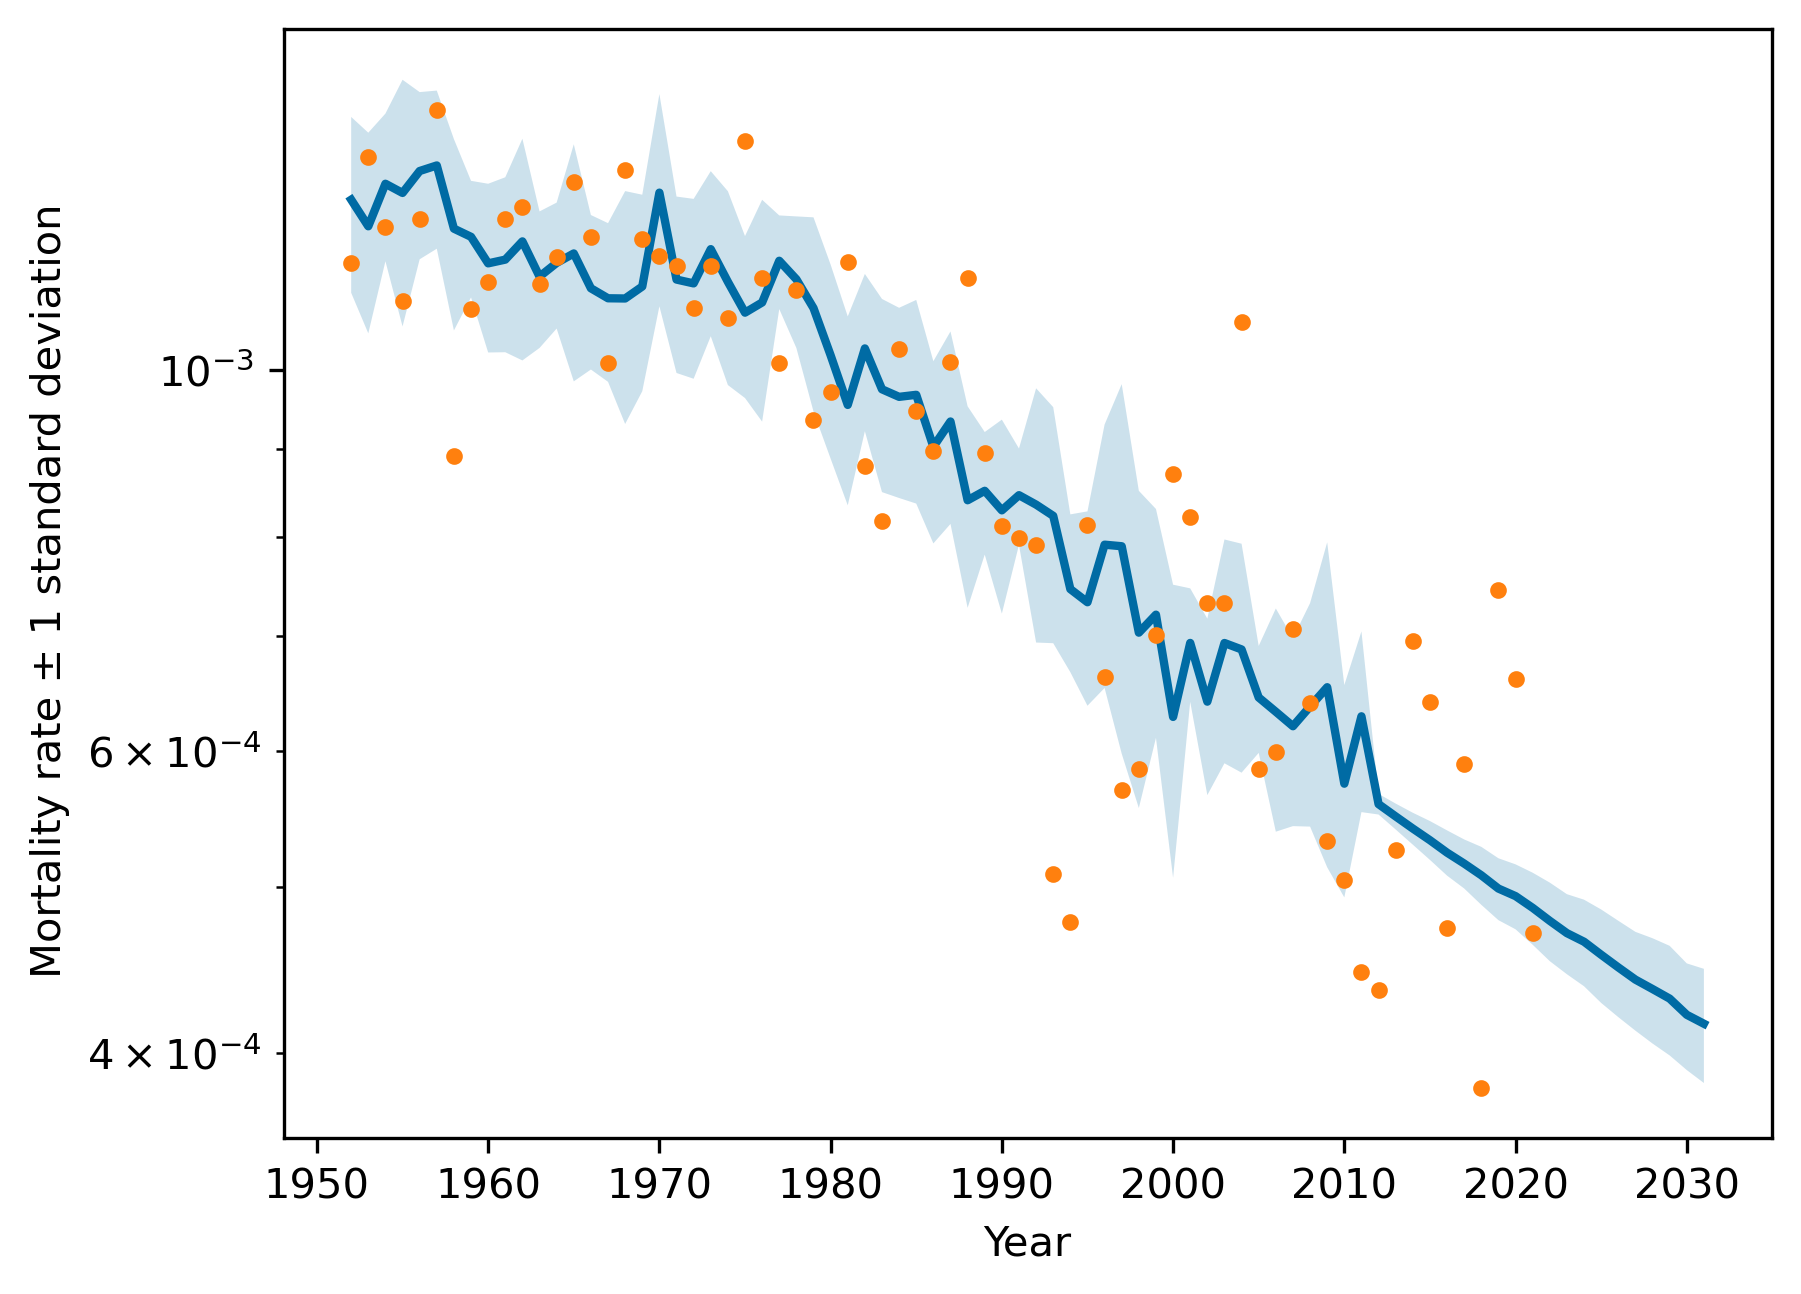 Mortality rate ± 1 standard deviation
10⁻³
6 × 10⁻⁴
4 × 10⁻⁴
1950 1960 1970 1980 1990 2000 2010 2020 2030
Year